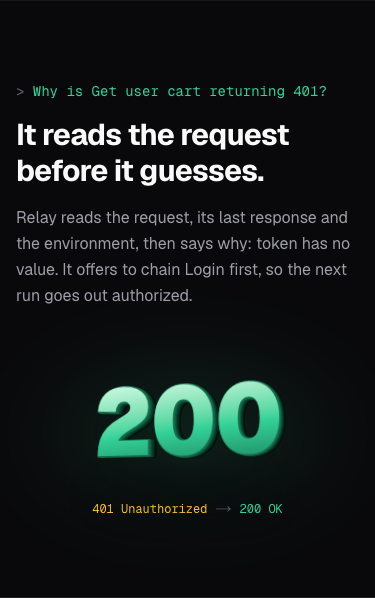 > Why is Get user cart returning 401?
It reads the request
before it guesses.
Relay reads the request, its last response and
the environment, then says why: token has no
value. It offers to chain Login first, so the next
run goes out authorized.
200
401 Unauthorized → 200 OK